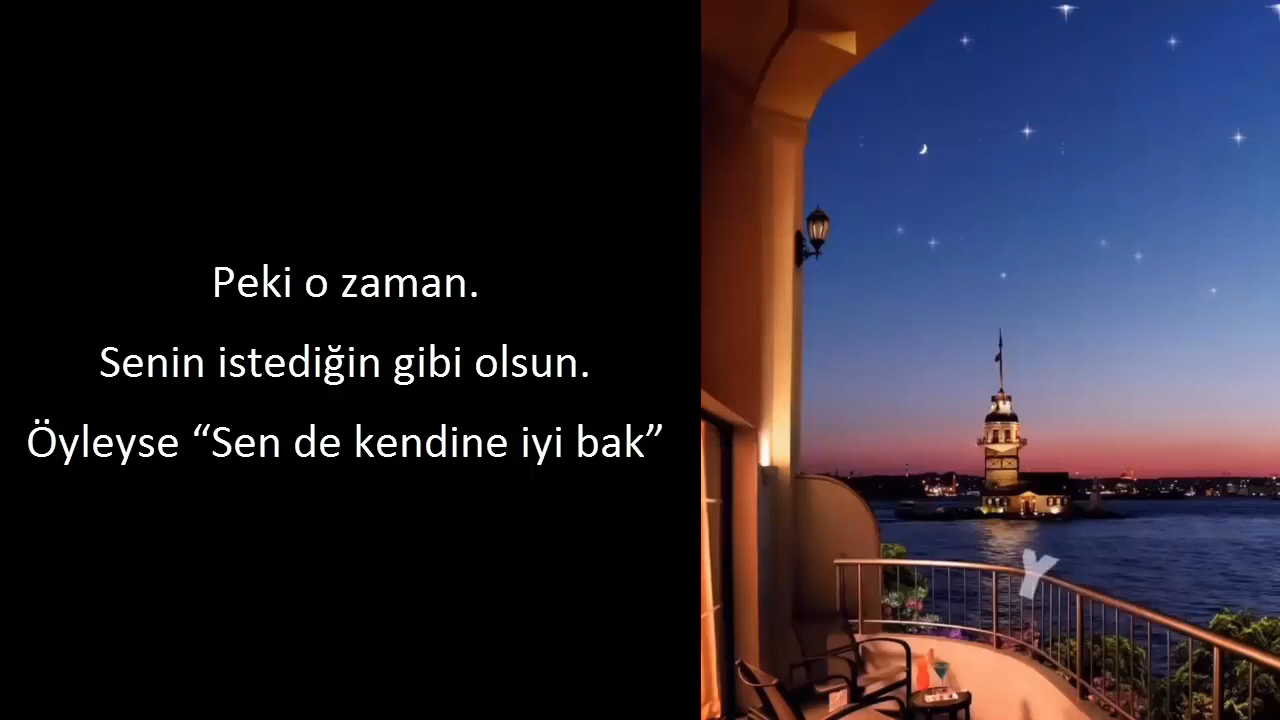 Peki o zaman.
Senin istediğin gibi olsun.
Öyleyse “Sen de kendine iyi bak”
Y